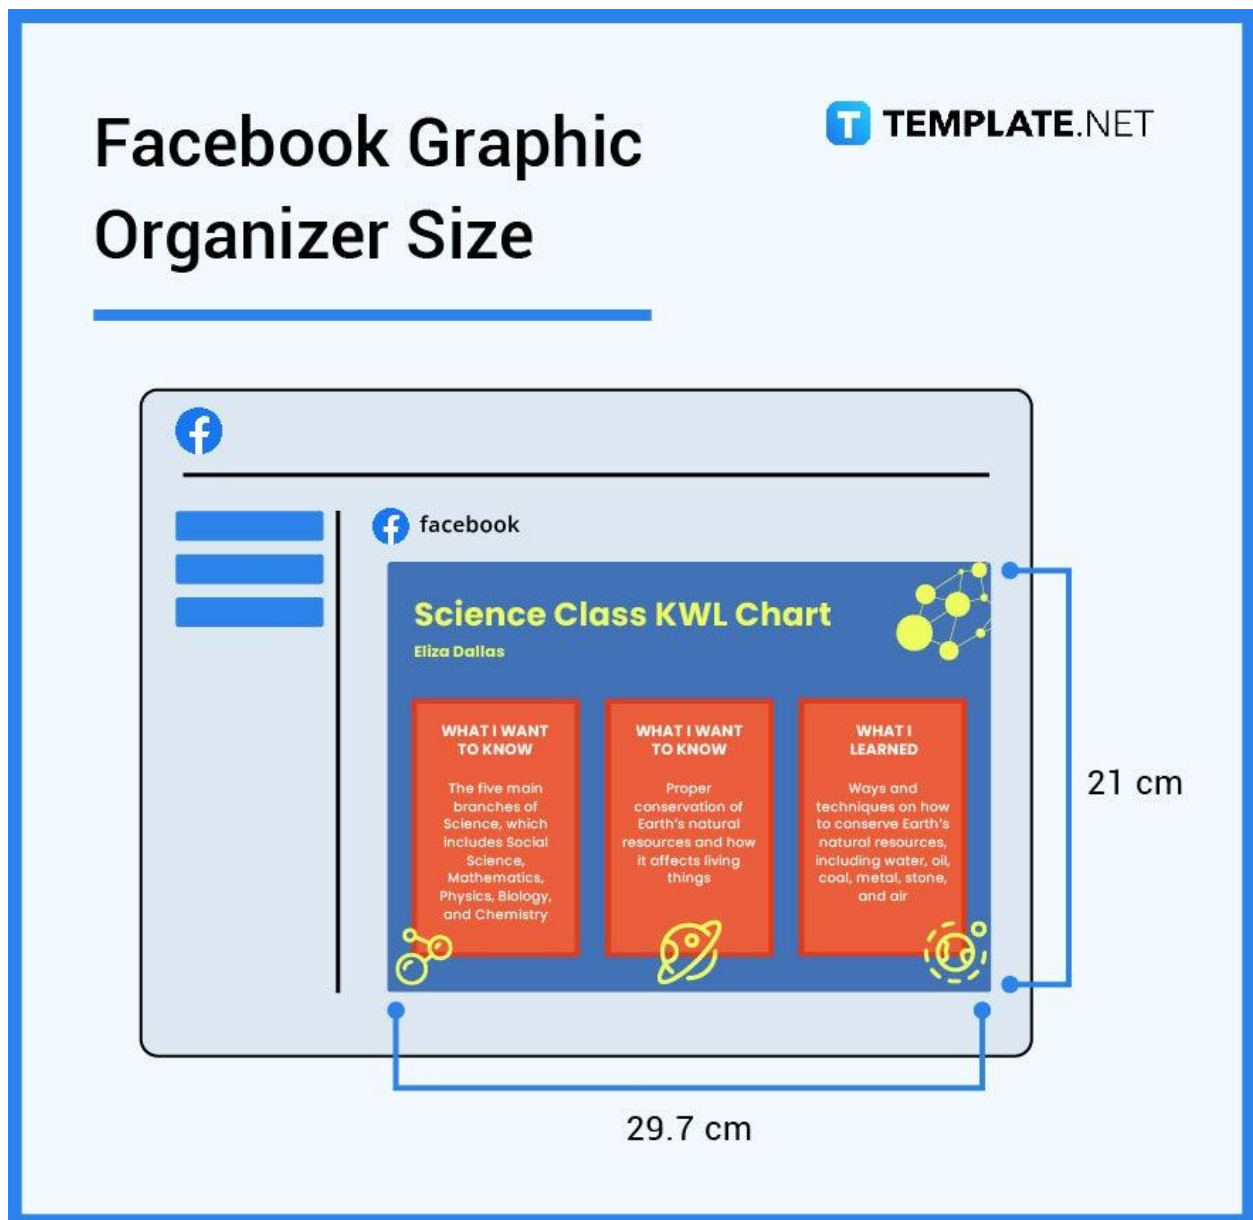 Facebook Graphic
Organizer Size
T TEMPLATE.NET
facebook
Science Class KWL Chart
Eliza Dallas
WHAT I WANT
TO KNOW
The five main
branches of
Science, which
includes Social
Science,
Mathematics,
Physics, Biology,
and Chemistry
WHAT I WANT
TO KNOW
Proper
conservation of
Earth's natural
resources and how
it affects living
things
WHAT I
LEARNED
Ways and
techniques on how
to conserve Earth's
natural resources,
including water, oil,
coal, metal, stone,
and air
21 cm
29.7 cm